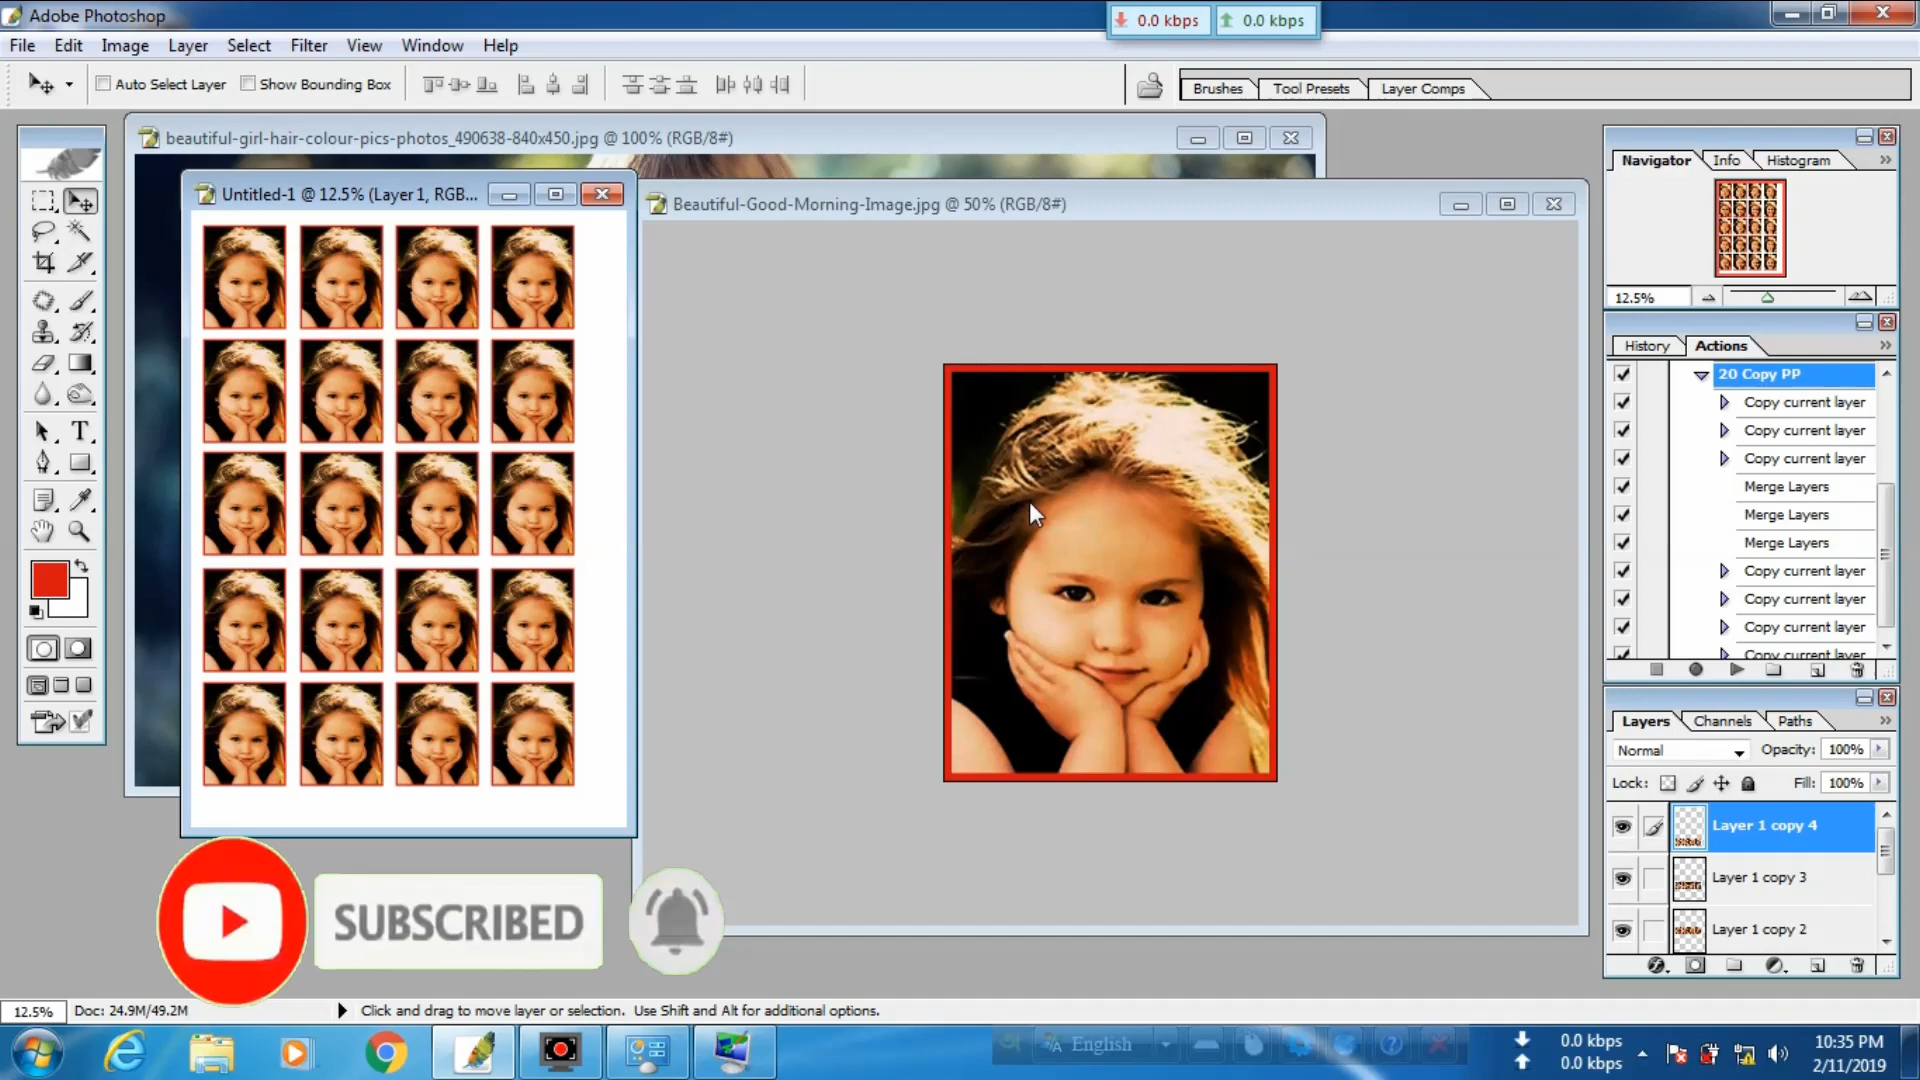 Adobe Photoshop
0.0 kbps
0.0 kbps
File Edit Image Layer Select Filter View Window Help
Auto Select Layer
Show Bounding Box
Brushes
Tool Presets
Layer Comps
beautiful-girl-hair-colour-pics-photos_490638-840x450.jpg @ 100% (RGB/8#)
Untitled-1 @ 12.5% (Layer 1, RGB...
Beautiful-Good-Morning-Image.jpg @ 50% (RGB/8#)
Navigator
Info
Histogram
12.5%
History
Actions
20 Copy PP
Copy current layer
Copy current layer
Copy current layer
Merge Layers
Merge Layers
Merge Layers
Copy current layer
Copy current layer
Copy current layer
Copy current layer
Layers
Channels
Paths
Normal
Opacity: 100%
Lock:
Fill: 100%
Layer 1 copy 4
Layer 1 copy 3
Layer 1 copy 2
SUBSCRIBED
12.5%
Doc: 24.9M/49.2M
Click and drag to move layer or selection. Use Shift and Alt for additional options.
English
0.0 kbps
0.0 kbps
10:35 PM
2/11/2019